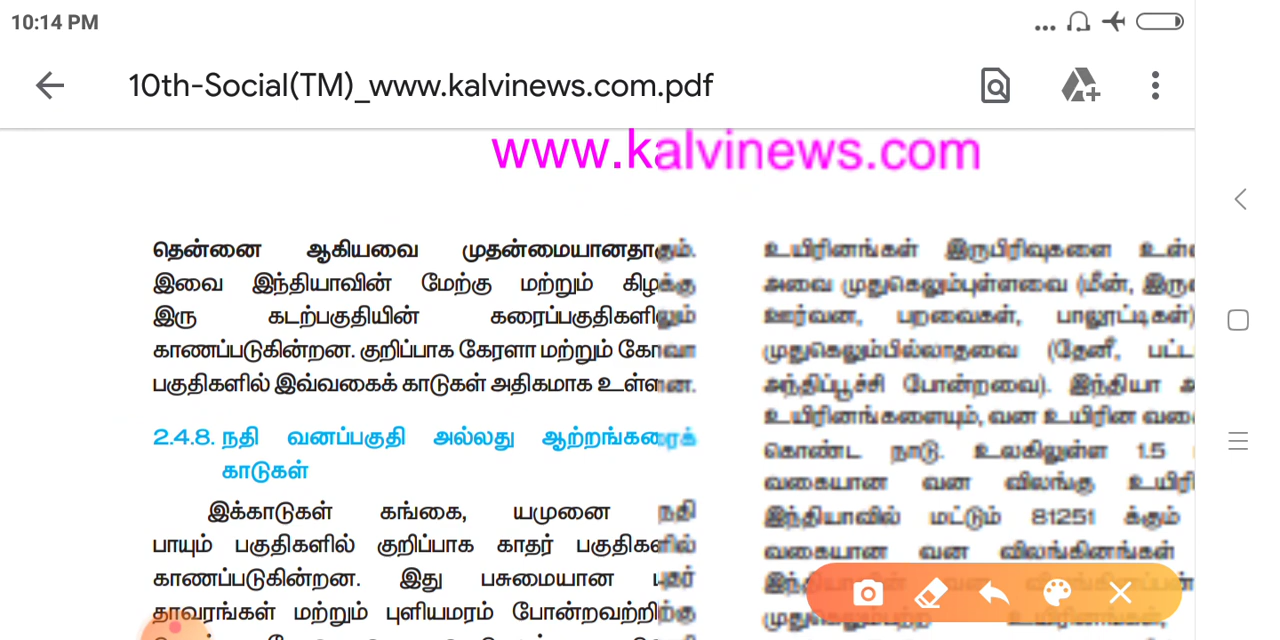 10:14 PM
10th-Social(TM)_www.kalvinews.com.pdf
www.kalvinews.com
தென்னை ஆகியவை முதன்மையானதாகும்.
இவை இந்தியாவின் மேற்கு மற்றும் கிழக்கு
இரு கடற்பகுதியின் கரைப்பகுதிகளிலும்
காணப்படுகின்றன. குறிப்பாக கேரளா மற்றும் கோவா
பகுதிகளில் இவ்வகைக் காடுகள் அதிகமாக உள்ளன.
2.4.8. நதி வனப்பகுதி அல்லது ஆற்றங்கரைக்
காடுகள்
இக்காடுகள் கங்கை, யமுனை நதி
பாயும் பகுதிகளில் குறிப்பாக காதர் பகுதிகளில்
காணப்படுகின்றன. இது பசுமையான புதர்
தாவரங்கள் மற்றும் புளியமரம் போன்றவற்றிற்கு
உயிரினங்கள் இருபிரிவுகளை
அவை முதுகெலும்புள்ளவை (மீன்,
ஊர்வன, பறவைகள், பாலூட்டிகள்)
முதுகெலும்பில்லாதவை (தேனீ,
அந்திப்பூச்சி போன்றவை). இந்தியா
உயிரினங்களையும், வன உயிரின
கொண்ட நாடு. உலகிலுள்ள 1.5
வகையான வன விலங்கு
இந்தியாவில் மட்டும் 81251 க்கும்
வகையான வன விலங்கினங்கள்